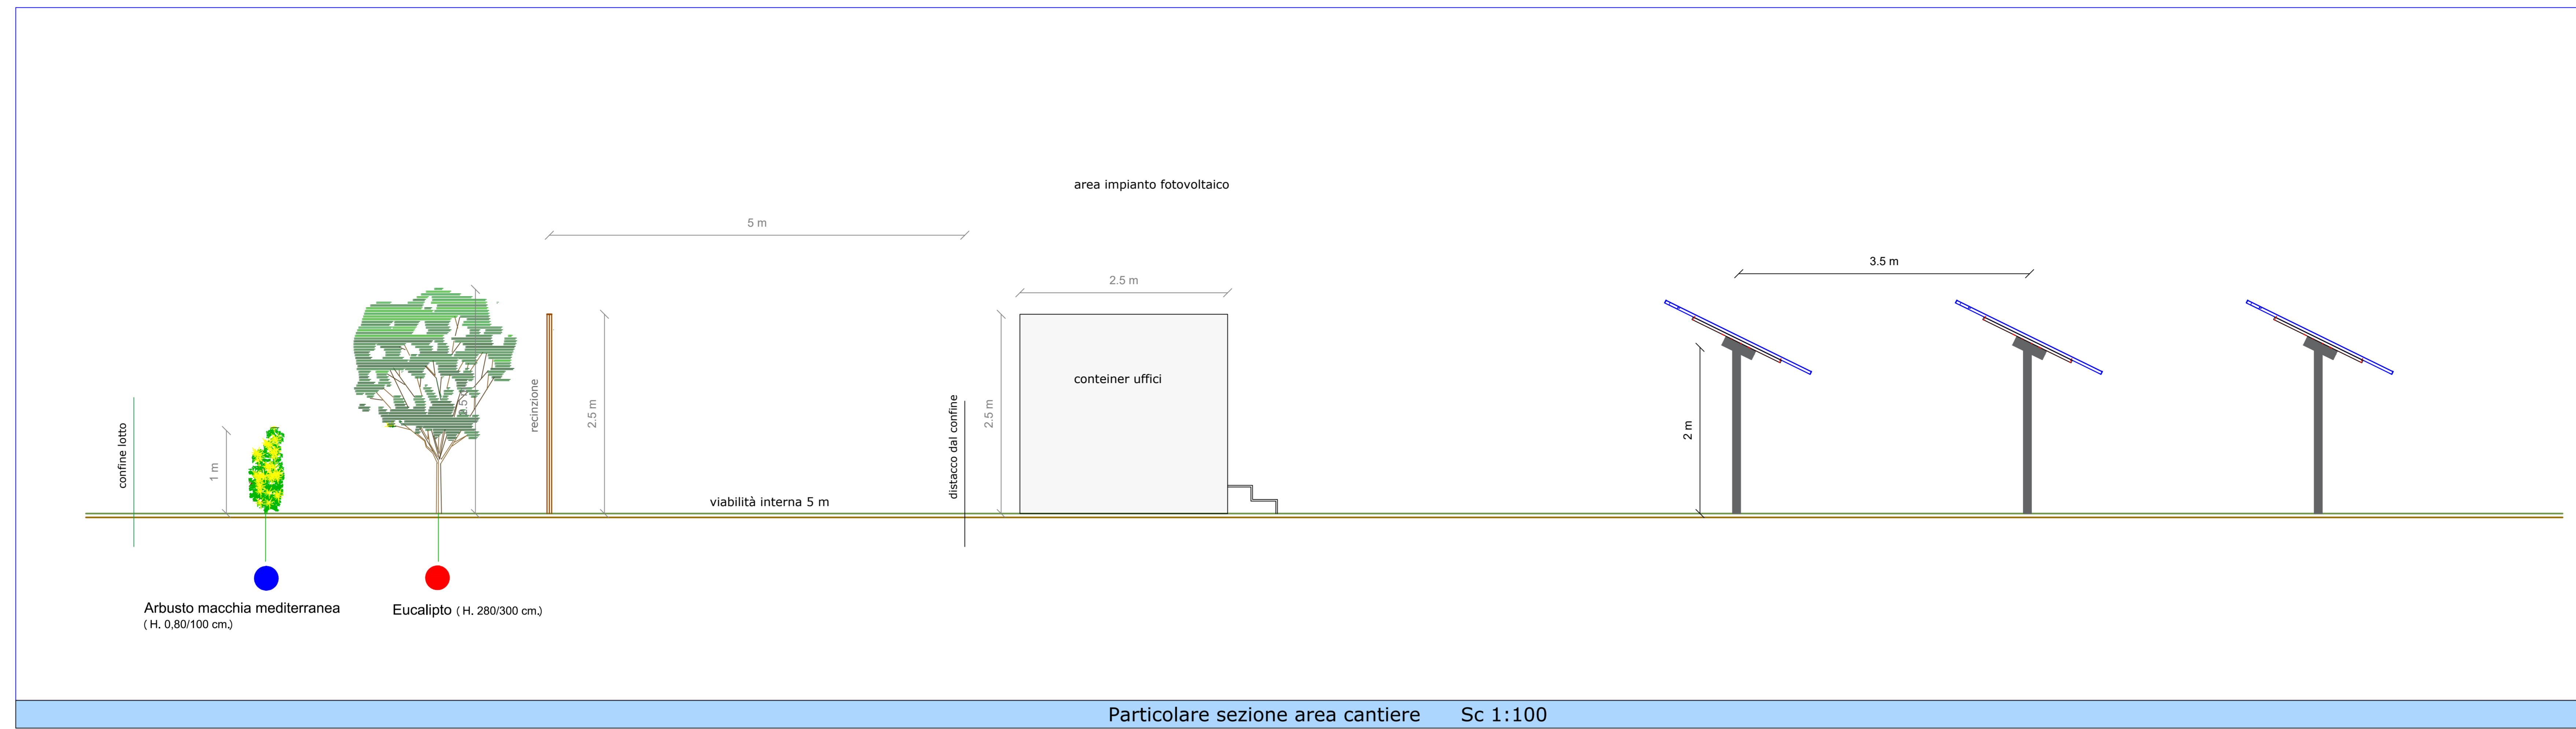 area impianto fotovoltaico
5 m
3.5 m
2.5 m
conteiner uffici
recinzione
2.5 m
2.5 m
distacco dal confine
confine lotto
1 m
2 m
viabilità interna 5 m
Arbusto macchia mediterranea
( H. 0,80/100 cm.)
Eucalipto ( H. 280/300 cm.)
Particolare sezione area cantiere Sc 1:100